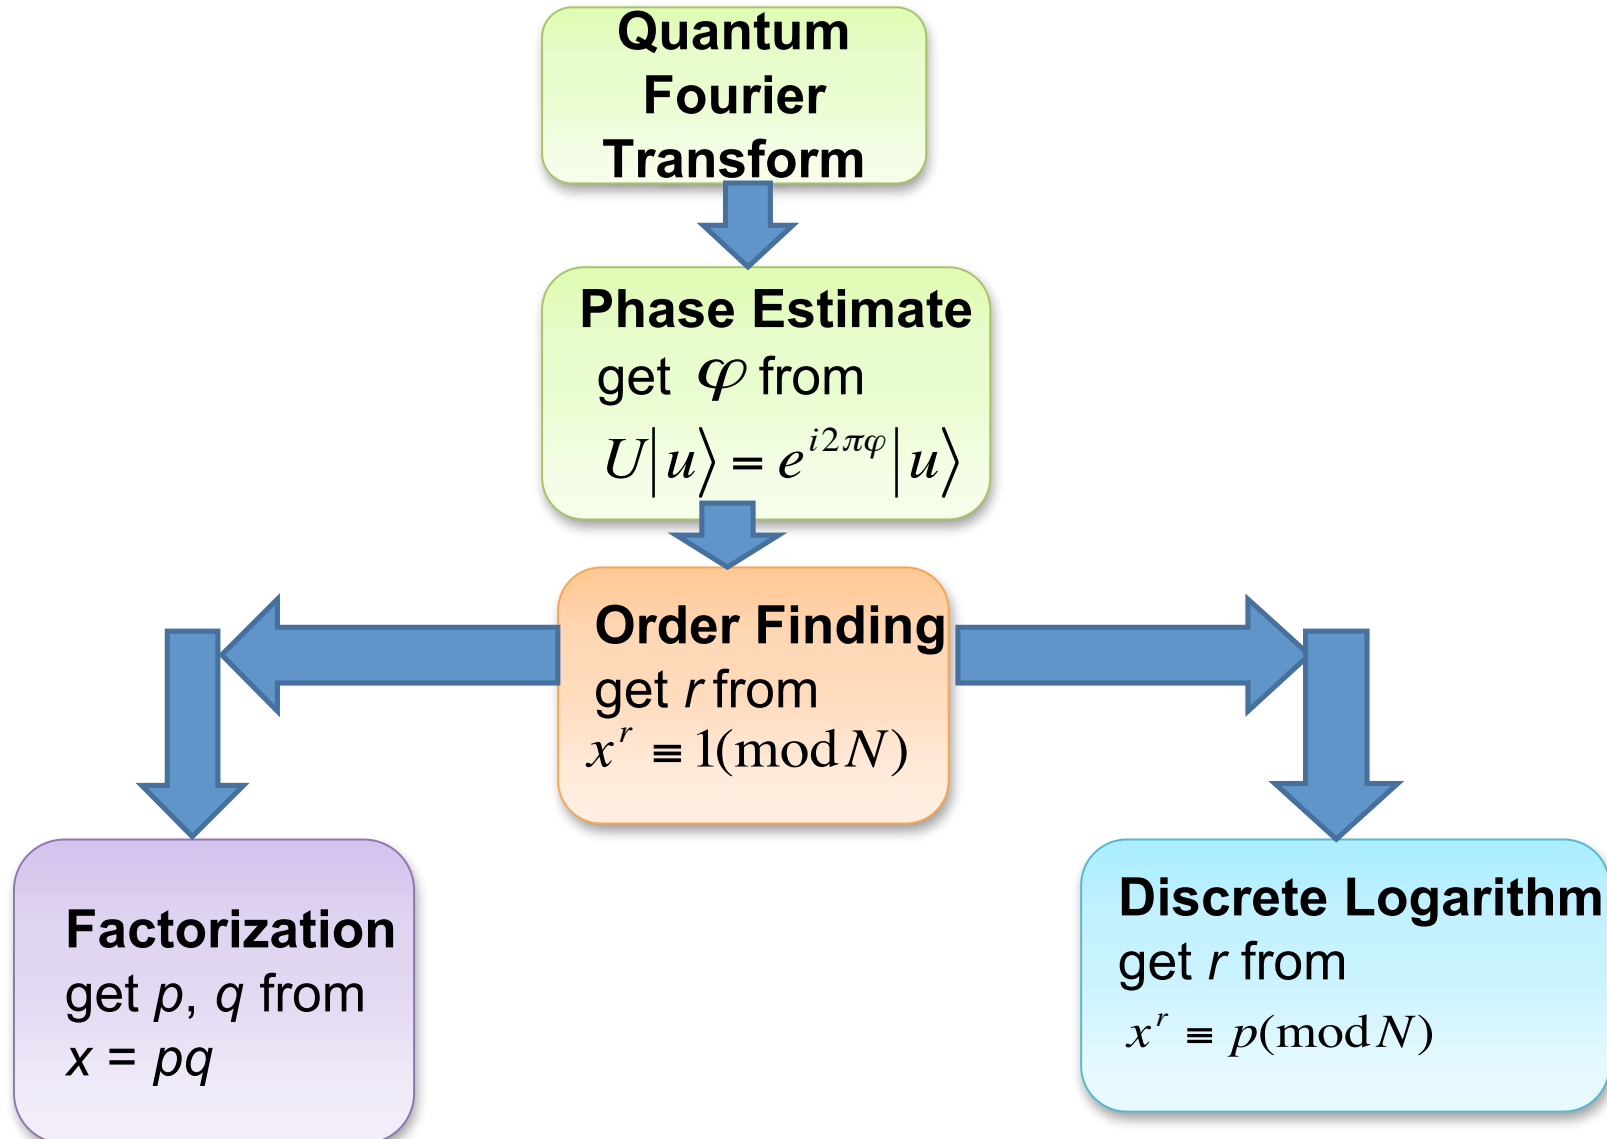 Quantum
Fourier
Transform
Phase Estimate
get φ from
U|u⟩ = e^{i2πφ}|u⟩
Order Finding
get r from
x^r ≡ 1(mod N)
Factorization
get p, q from
x = pq
Discrete Logarithm
get r from
x^r ≡ p(mod N)